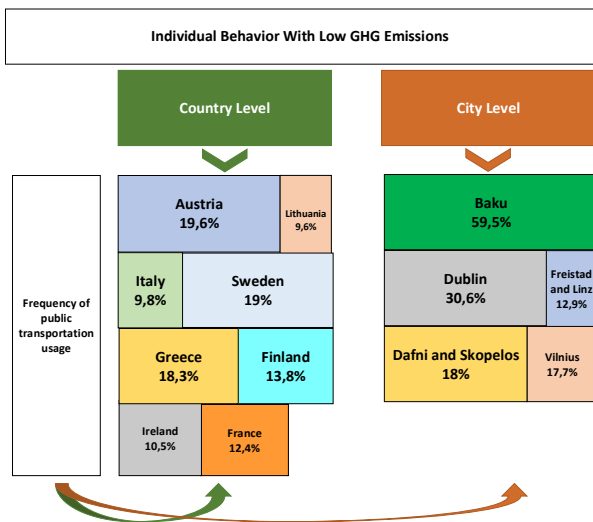 Individual Behavior With Low GHG Emissions
Country Level
City Level
Frequency of
public
transportation
usage
Austria
19,6%
Lithuania
9,6%
Italy
9,8%
Sweden
19%
Greece
18,3%
Finland
13,8%
Ireland
10,5%
France
12,4%
Baku
59,5%
Dublin
30,6%
Freistad
and Linz
12,9%
Dafni and Skopelos
18%
Vilnius
17,7%